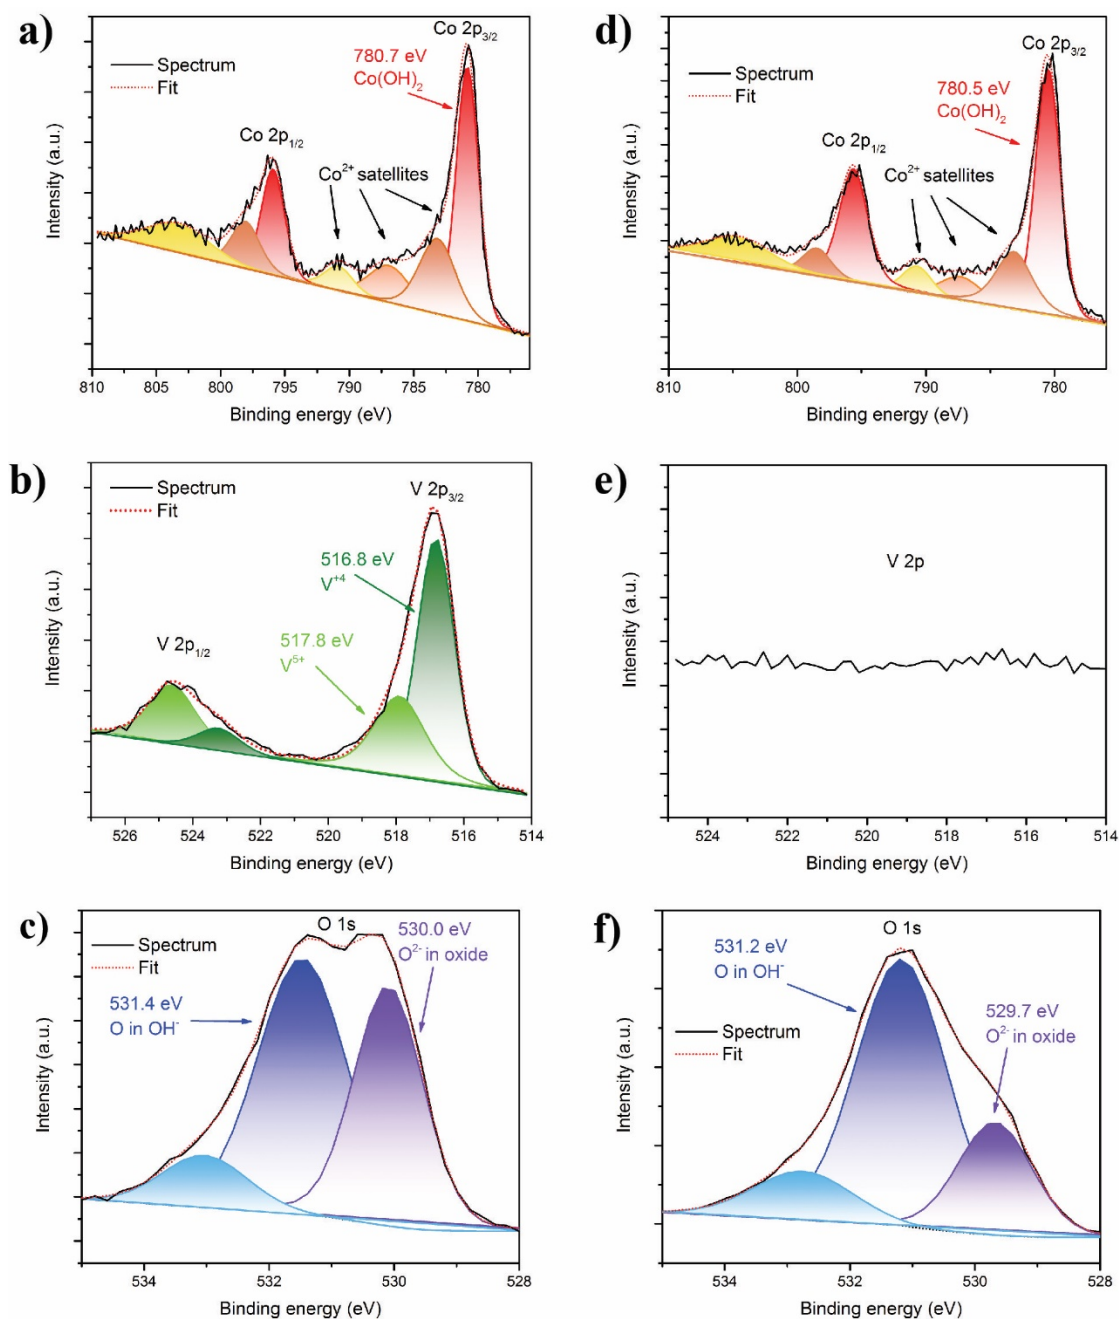 a)
Co 2p3/2
Spectrum
Fit
780.7 eV
Co(OH)2
Co 2p1/2
Co2+ satellites
Intensity (a.u.)
810 805 800 795 790 785 780
Binding energy (eV)
d)
Co 2p3/2
Spectrum
Fit
780.5 eV
Co(OH)2
Co 2p1/2
Co2+ satellites
Intensity (a.u.)
810 800 790 780
Binding energy (eV)
b)
Spectrum
Fit
V 2p3/2
516.8 eV
V+4
517.8 eV
V5+
V 2p1/2
Intensity (a.u.)
526 524 522 520 518 516 514
Binding energy (eV)
e)
V 2p
Intensity (a.u.)
524 522 520 518 516 514
Binding energy (eV)
c)
O 1s
Spectrum
Fit
530.0 eV
O2- in oxide
531.4 eV
O in OH-
Intensity (a.u.)
534 532 530 528
Binding energy (eV)
f)
O 1s
531.2 eV
O in OH-
529.7 eV
O2- in oxide
Spectrum
Fit
Intensity (a.u.)
534 532 530 528
Binding energy (eV)